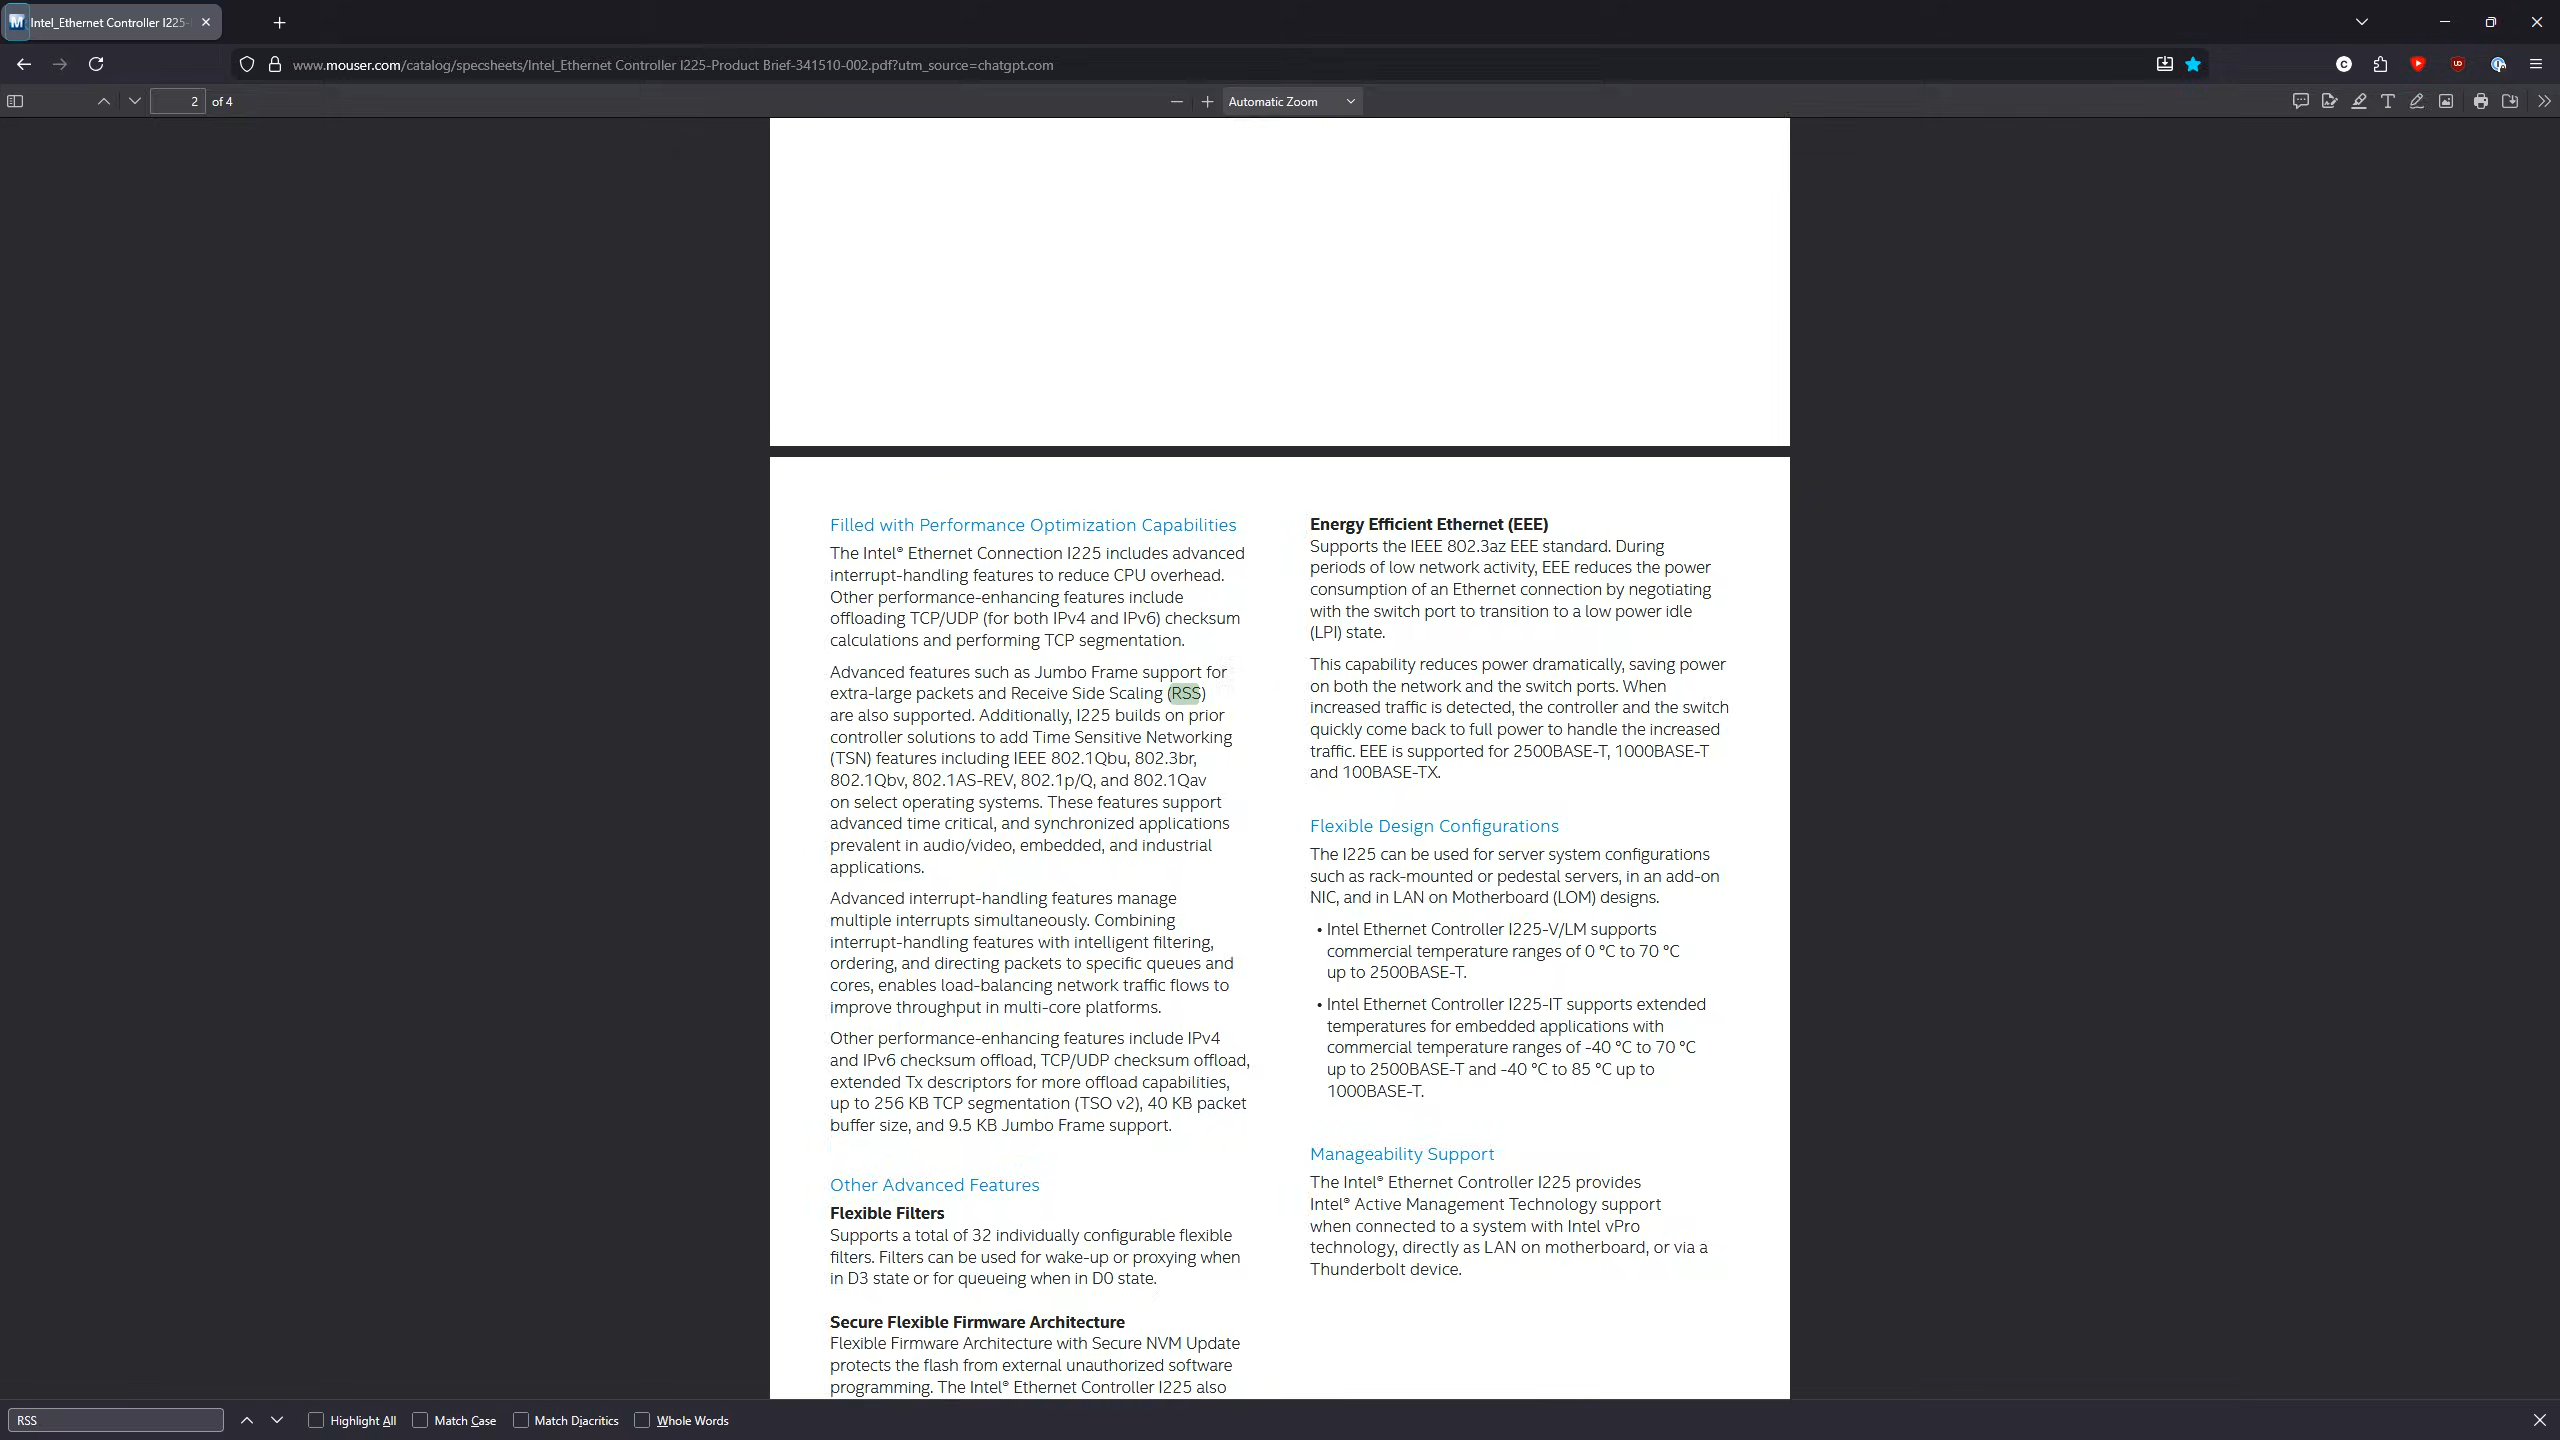 Intel_Ethernet Controller I225-
www.mouser.com/catalog/specsheets/Intel_Ethernet Controller I225-Product Brief-341510-002.pdf?utm_source=chatgpt.com
2 of 4
Automatic Zoom
Filled with Performance Optimization Capabilities
The Intel® Ethernet Connection I225 includes advanced
interrupt-handling features to reduce CPU overhead.
Other performance-enhancing features include
offloading TCP/UDP (for both IPv4 and IPv6) checksum
calculations and performing TCP segmentation.
Advanced features such as Jumbo Frame support for
extra-large packets and Receive Side Scaling (RSS)
are also supported. Additionally, I225 builds on prior
controller solutions to add Time Sensitive Networking
(TSN) features including IEEE 802.1Qbu, 802.3br,
802.1Qbv, 802.1AS-REV, 802.1p/Q, and 802.1Qav
on select operating systems. These features support
advanced time critical, and synchronized applications
prevalent in audio/video, embedded, and industrial
applications.
Advanced interrupt-handling features manage
multiple interrupts simultaneously. Combining
interrupt-handling features with intelligent filtering,
ordering, and directing packets to specific queues and
cores, enables load-balancing network traffic flows to
improve throughput in multi-core platforms.
Other performance-enhancing features include IPv4
and IPv6 checksum offload, TCP/UDP checksum offload,
extended Tx descriptors for more offload capabilities,
up to 256 KB TCP segmentation (TSO v2), 40 KB packet
buffer size, and 9.5 KB Jumbo Frame support.
Other Advanced Features
Flexible Filters
Supports a total of 32 individually configurable flexible
filters. Filters can be used for wake-up or proxying when
in D3 state or for queueing when in D0 state.
Secure Flexible Firmware Architecture
Flexible Firmware Architecture with Secure NVM Update
protects the flash from external unauthorized software
programming. The Intel® Ethernet Controller I225 also
Energy Efficient Ethernet (EEE)
Supports the IEEE 802.3az EEE standard. During
periods of low network activity, EEE reduces the power
consumption of an Ethernet connection by negotiating
with the switch port to transition to a low power idle
(LPI) state.
This capability reduces power dramatically, saving power
on both the network and the switch ports. When
increased traffic is detected, the controller and the switch
quickly come back to full power to handle the increased
traffic. EEE is supported for 2500BASE-T, 1000BASE-T
and 100BASE-TX.
Flexible Design Configurations
The I225 can be used for server system configurations
such as rack-mounted or pedestal servers, in an add-on
NIC, and in LAN on Motherboard (LOM) designs.
• Intel Ethernet Controller I225-V/LM supports
commercial temperature ranges of 0 °C to 70 °C
up to 2500BASE-T.
• Intel Ethernet Controller I225-IT supports extended
temperatures for embedded applications with
commercial temperature ranges of -40 °C to 70 °C
up to 2500BASE-T and -40 °C to 85 °C up to
1000BASE-T.
Manageability Support
The Intel® Ethernet Controller I225 provides
Intel® Active Management Technology support
when connected to a system with Intel vPro
technology, directly as LAN on motherboard, or via a
Thunderbolt device.
RSS
Highlight All
Match Case
Match Diacritics
Whole Words